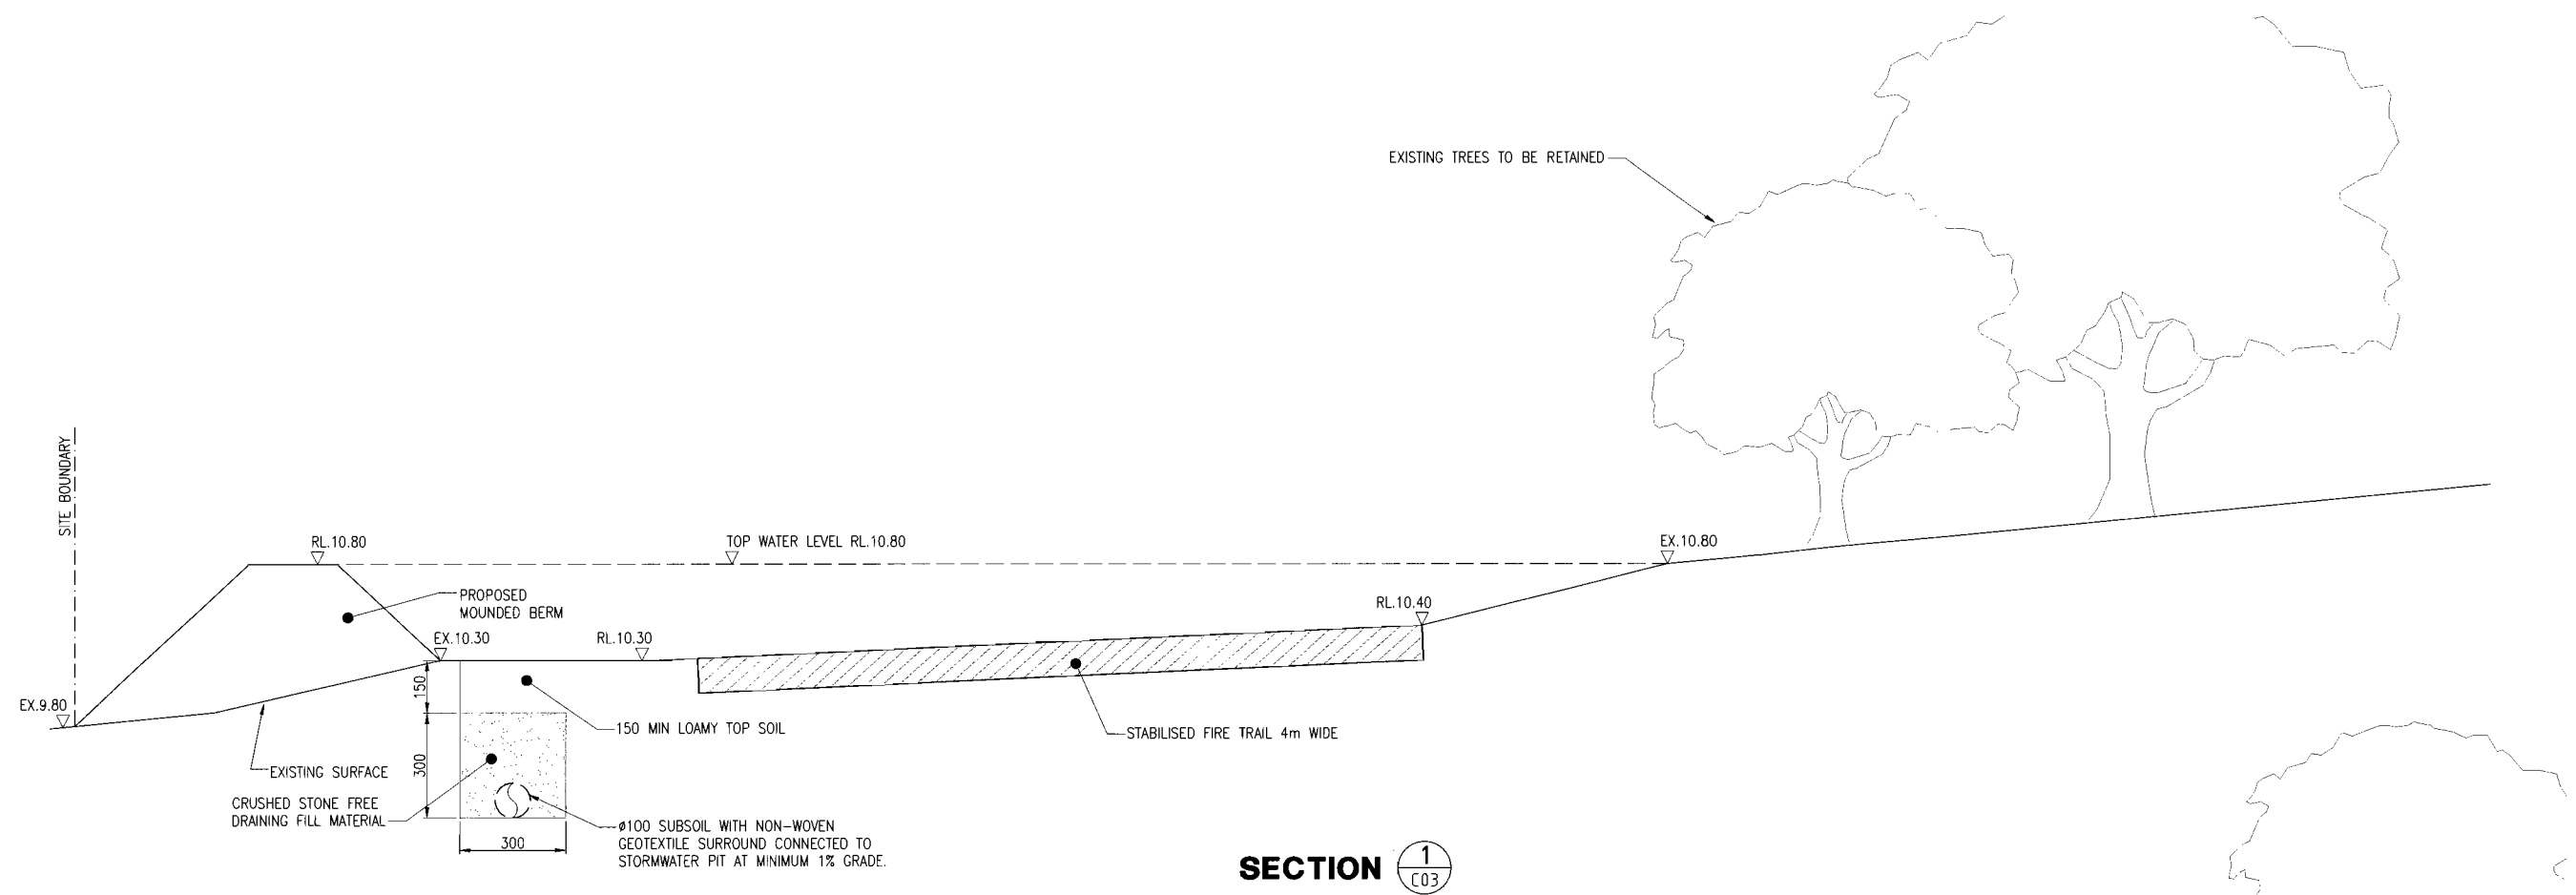 EXISTING TREES TO BE RETAINED
SITE BOUNDARY
RL.10.80
TOP WATER LEVEL RL.10.80
EX.10.80
PROPOSED
MOUNDED BERM
RL.10.40
EX.10.30
RL.10.30
150
EX.9.80
150 MIN LOAMY TOP SOIL
STABILISED FIRE TRAIL 4m WIDE
300
EXISTING SURFACE
CRUSHED STONE FREE
DRAINING FILL MATERIAL
300
ø100 SUBSOIL WITH NON-WOVEN
GEOTEXTILE SURROUND CONNECTED TO
STORMWATER PIT AT MINIMUM 1% GRADE.
SECTION
1
C03